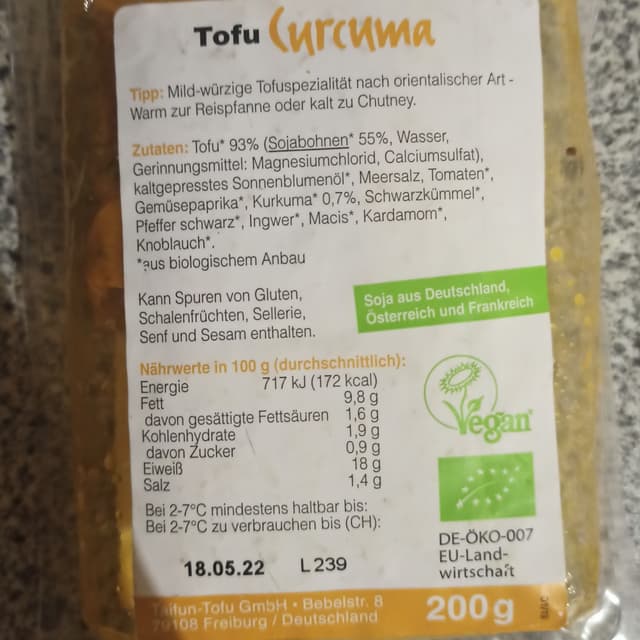 Tofu Curcuma
Tipp: Mild-würzige Tofuspezialität nach orientalischer Art -
Warm zur Reispfanne oder kalt zu Chutney.
Zutaten: Tofu* 93% (Sojabohnen* 55%, Wasser,
Gerinnungsmittel: Magnesiumchlorid, Calciumsulfat),
kaltgepresstes Sonnenblumenöl*, Meersalz, Tomaten*,
Gemüsepaprika*, Kurkuma* 0,7%, Schwarzkümmel*,
Pfeffer schwarz*, Ingwer*, Macis*, Kardamom*,
Knoblauch*.
*aus biologischem Anbau
Kann Spuren von Gluten,
Schalenfrüchten, Sellerie,
Senf und Sesam enthalten.
Soja aus Deutschland,
Österreich und Frankreich
Nährwerte in 100 g (durchschnittlich):
Energie 717 kJ (172 kcal)
Fett 9,8 g
davon gesättigte Fettsäuren 1,6 g
Kohlenhydrate 1,9 g
davon Zucker 0,9 g
Eiweiß 18 g
Salz 1,4 g
Vegan
Bei 2-7°C mindestens haltbar bis:
Bei 2-7°C zu verbrauchen bis (CH):
18.05.22 L239
DE-ÖKO-007
EU-Land-
wirtschaft
Taifun-Tofu GmbH • Bebelstr. 8
79108 Freiburg / Deutschland
200g